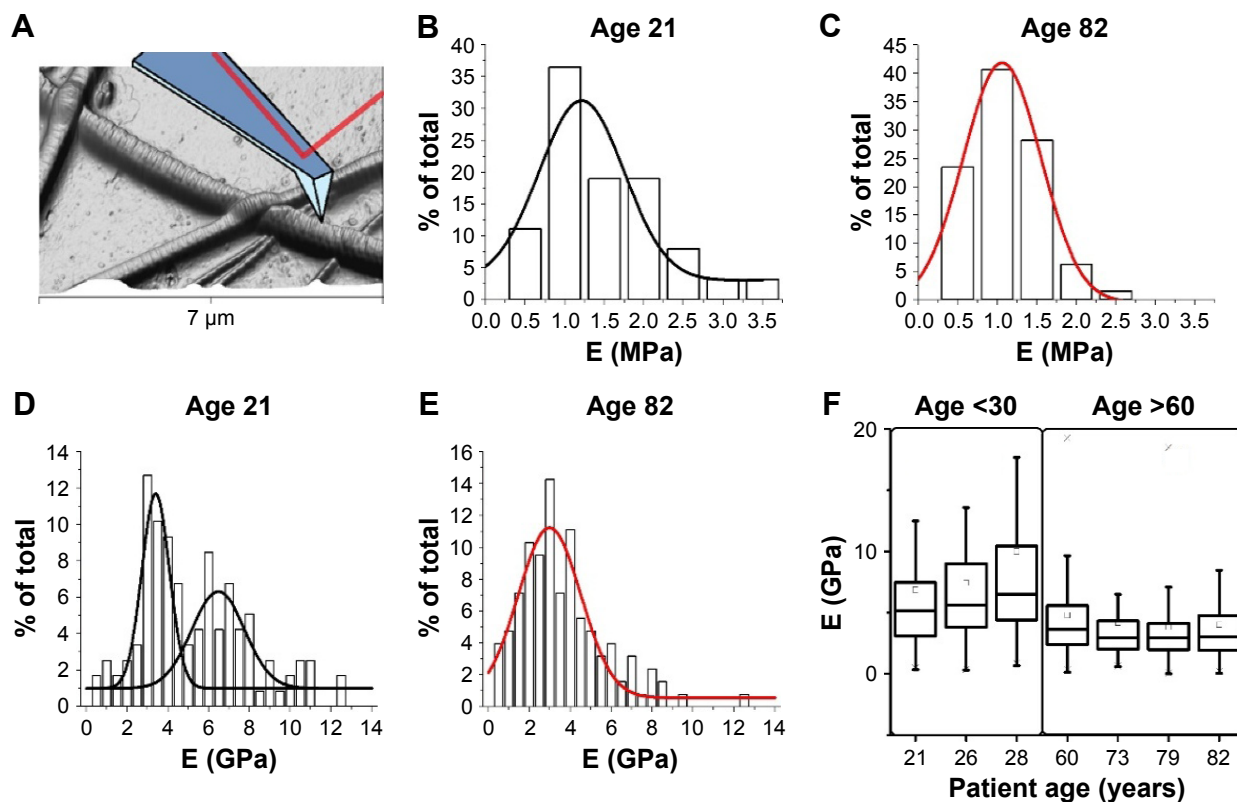 A
7 µm
B
Age 21
% of total
40
35
30
25
20
15
10
5
0
0.0 0.5 1.0 1.5 2.0 2.5 3.0 3.5
E (MPa)
C
Age 82
% of total
45
40
35
30
25
20
15
10
5
0
0.0 0.5 1.0 1.5 2.0 2.5 3.0 3.5
E (MPa)
D
Age 21
% of total
14
12
10
8
6
4
2
0
0 2 4 6 8 10 12 14
E (GPa)
E
Age 82
% of total
16
14
12
10
8
6
4
2
0
0 2 4 6 8 10 12 14
E (GPa)
F
Age <30 Age >60
E (GPa)
20
10
0
21 26 28 60 73 79 82
Patient age (years)